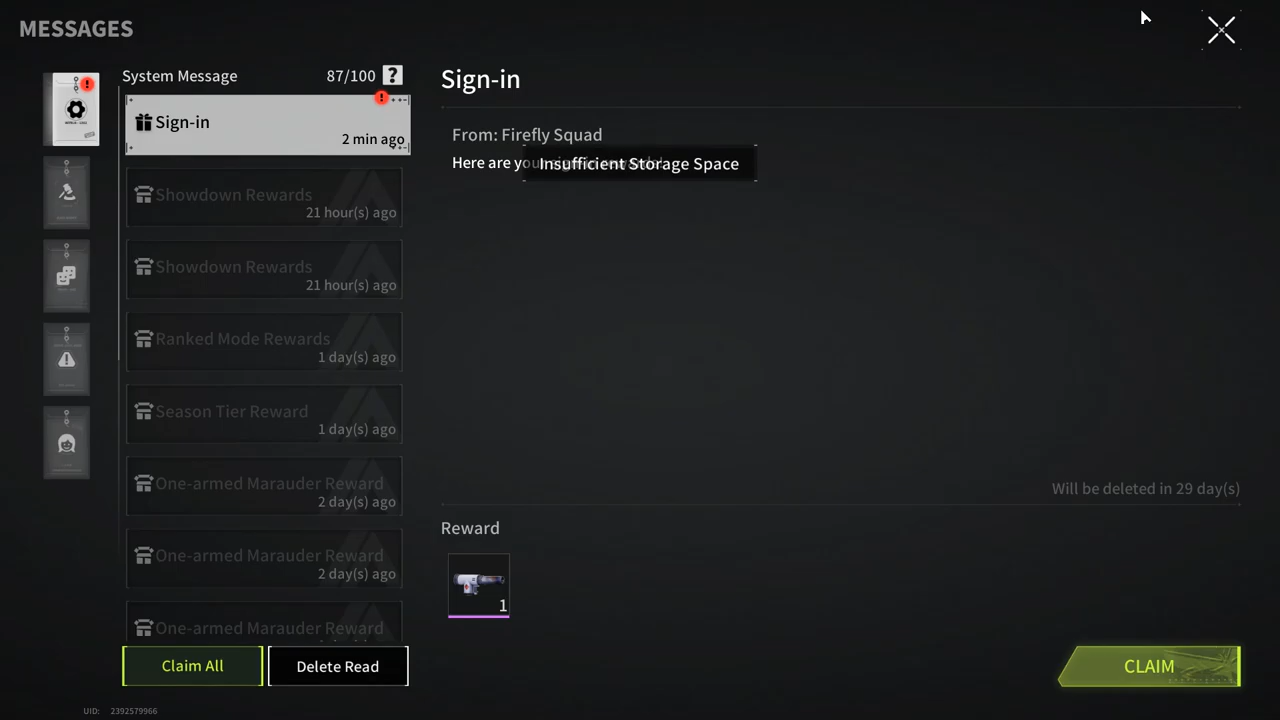 MESSAGES
System Message 87/100 ?
Sign-in
2 min ago
Showdown Rewards
21 hour(s) ago
Showdown Rewards
21 hour(s) ago
Ranked Mode Rewards
1 day(s) ago
Season Tier Reward
1 day(s) ago
One-armed Marauder Reward
2 day(s) ago
One-armed Marauder Reward
2 day(s) ago
One-armed Marauder Reward
Claim All
Delete Read
UID: 2392579966
Sign-in
From: Firefly Squad
Here are
Insufficient Storage Space
Will be deleted in 29 day(s)
Reward
1
CLAIM